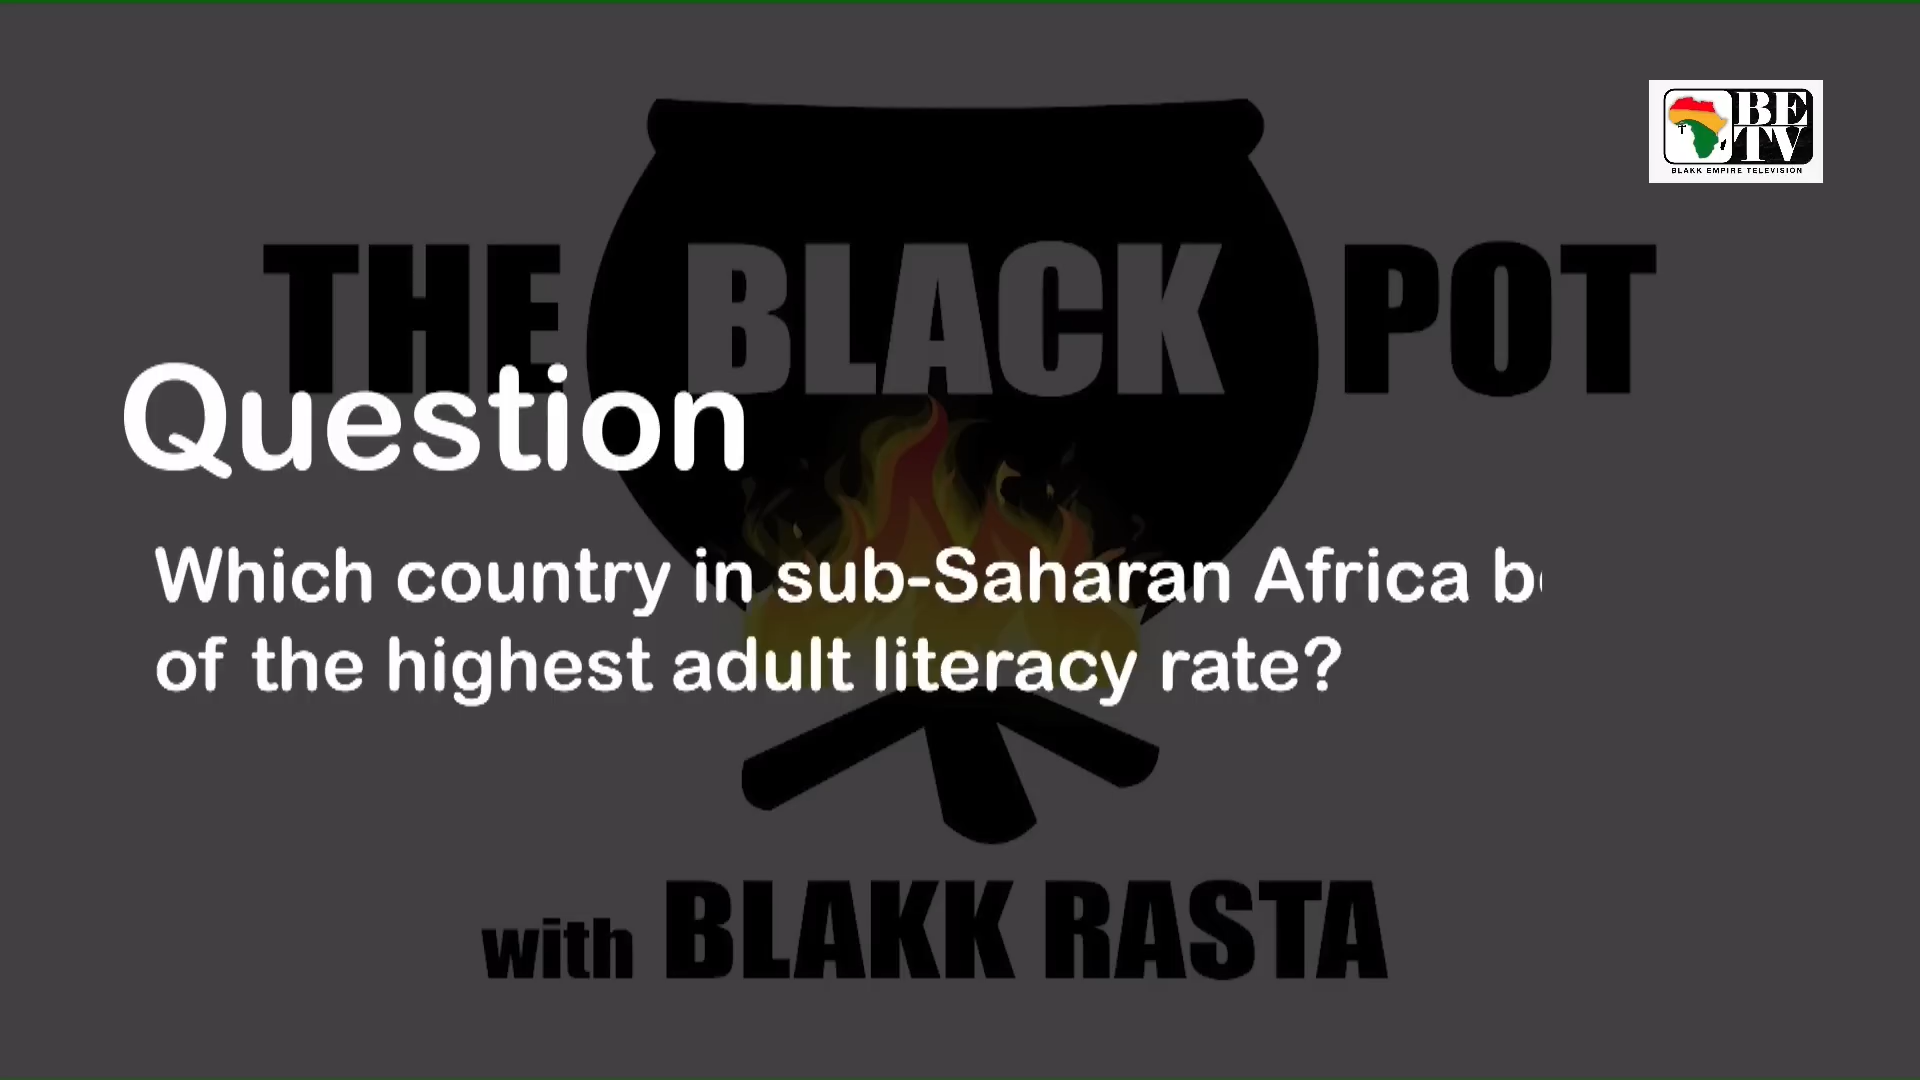 BE
TV
BLAKK EMPIRE TELEVISION
THE BLACK POT
Question
Which country in sub-Saharan Africa
of the highest adult literacy rate?
with BLAKK RASTA